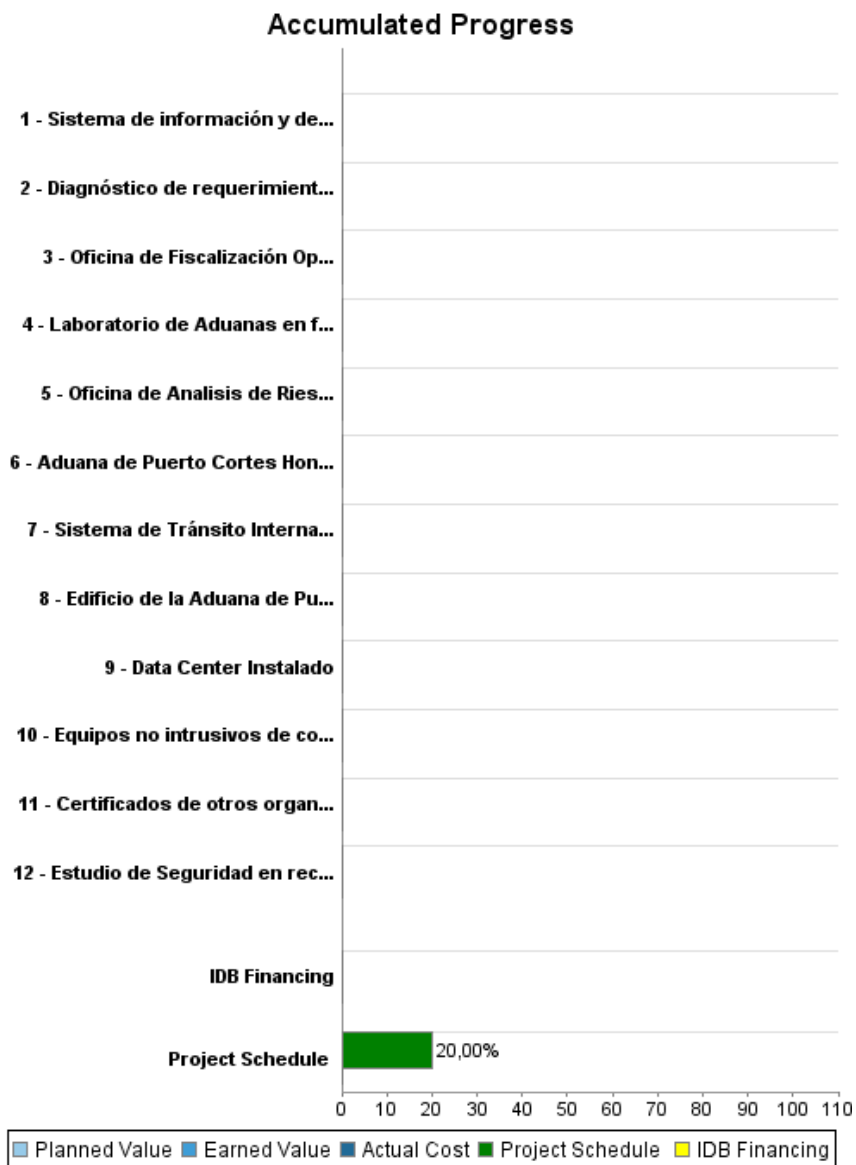 Accumulated Progress
1 - Sistema de información y de...
2 - Diagnóstico de requerimient...
3 - Oficina de Fiscalización Op...
4 - Laboratorio de Aduanas en f...
5 - Oficina de Analisis de Ries...
6 - Aduana de Puerto Cortes Hon...
7 - Sistema de Tránsito Interna...
8 - Edificio de la Aduana de Pu...
9 - Data Center Instalado
10 - Equipos no intrusivos de co...
11 - Certificados de otros organ...
12 - Estudio de Seguridad en rec...
IDB Financing
Project Schedule 20,00%
0 10 20 30 40 50 60 70 80 90 100 110
Planned Value Earned Value Actual Cost Project Schedule IDB Financing